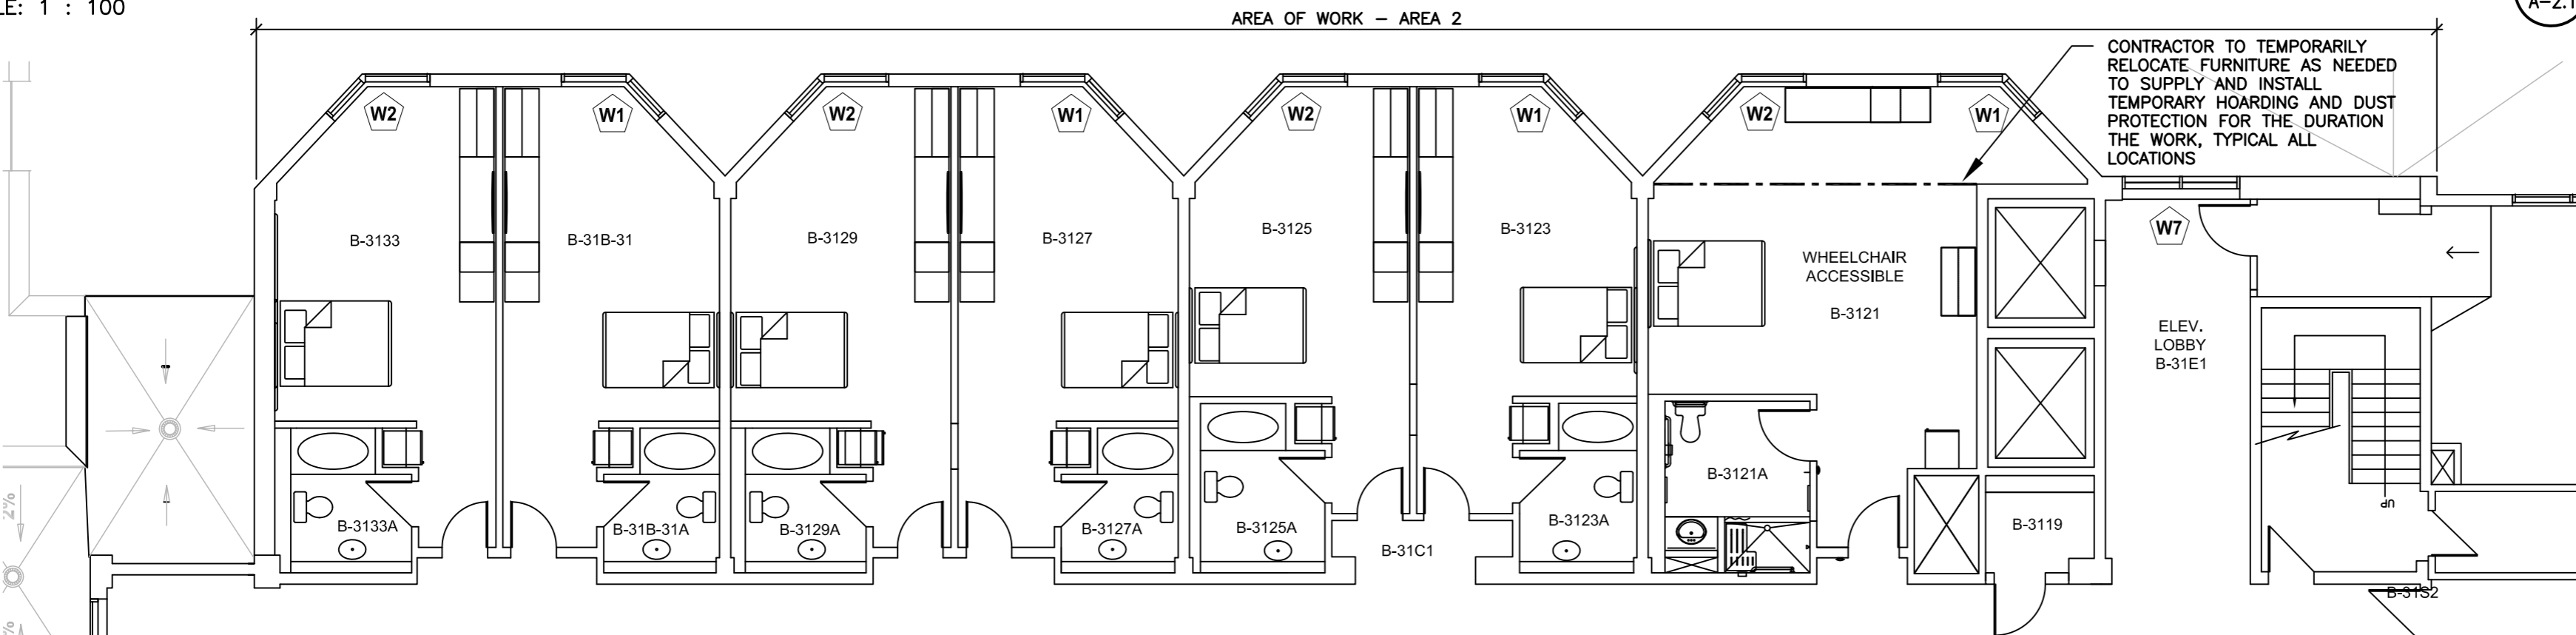 LE: 1 : 100
AREA OF WORK – AREA 2
A-2.1
CONTRACTOR TO TEMPORARILY
RELOCATE FURNITURE AS NEEDED
TO SUPPLY AND INSTALL
TEMPORARY HOARDING AND DUST
PROTECTION FOR THE DURATION
THE WORK, TYPICAL ALL
LOCATIONS
W2
W1
W2
W1
W2
W1
W2
W1
W7
B-3133
B-31B-31
B-3129
B-3127
B-3125
B-3123
WHEELCHAIR
ACCESSIBLE
B-3121
ELEV.
LOBBY
B-31E1
B-3133A
B-31B-31A
B-3129A
B-3127A
B-3125A
B-31C1
B-3123A
B-3121A
B-3119
UP
B-31S2
2%
%